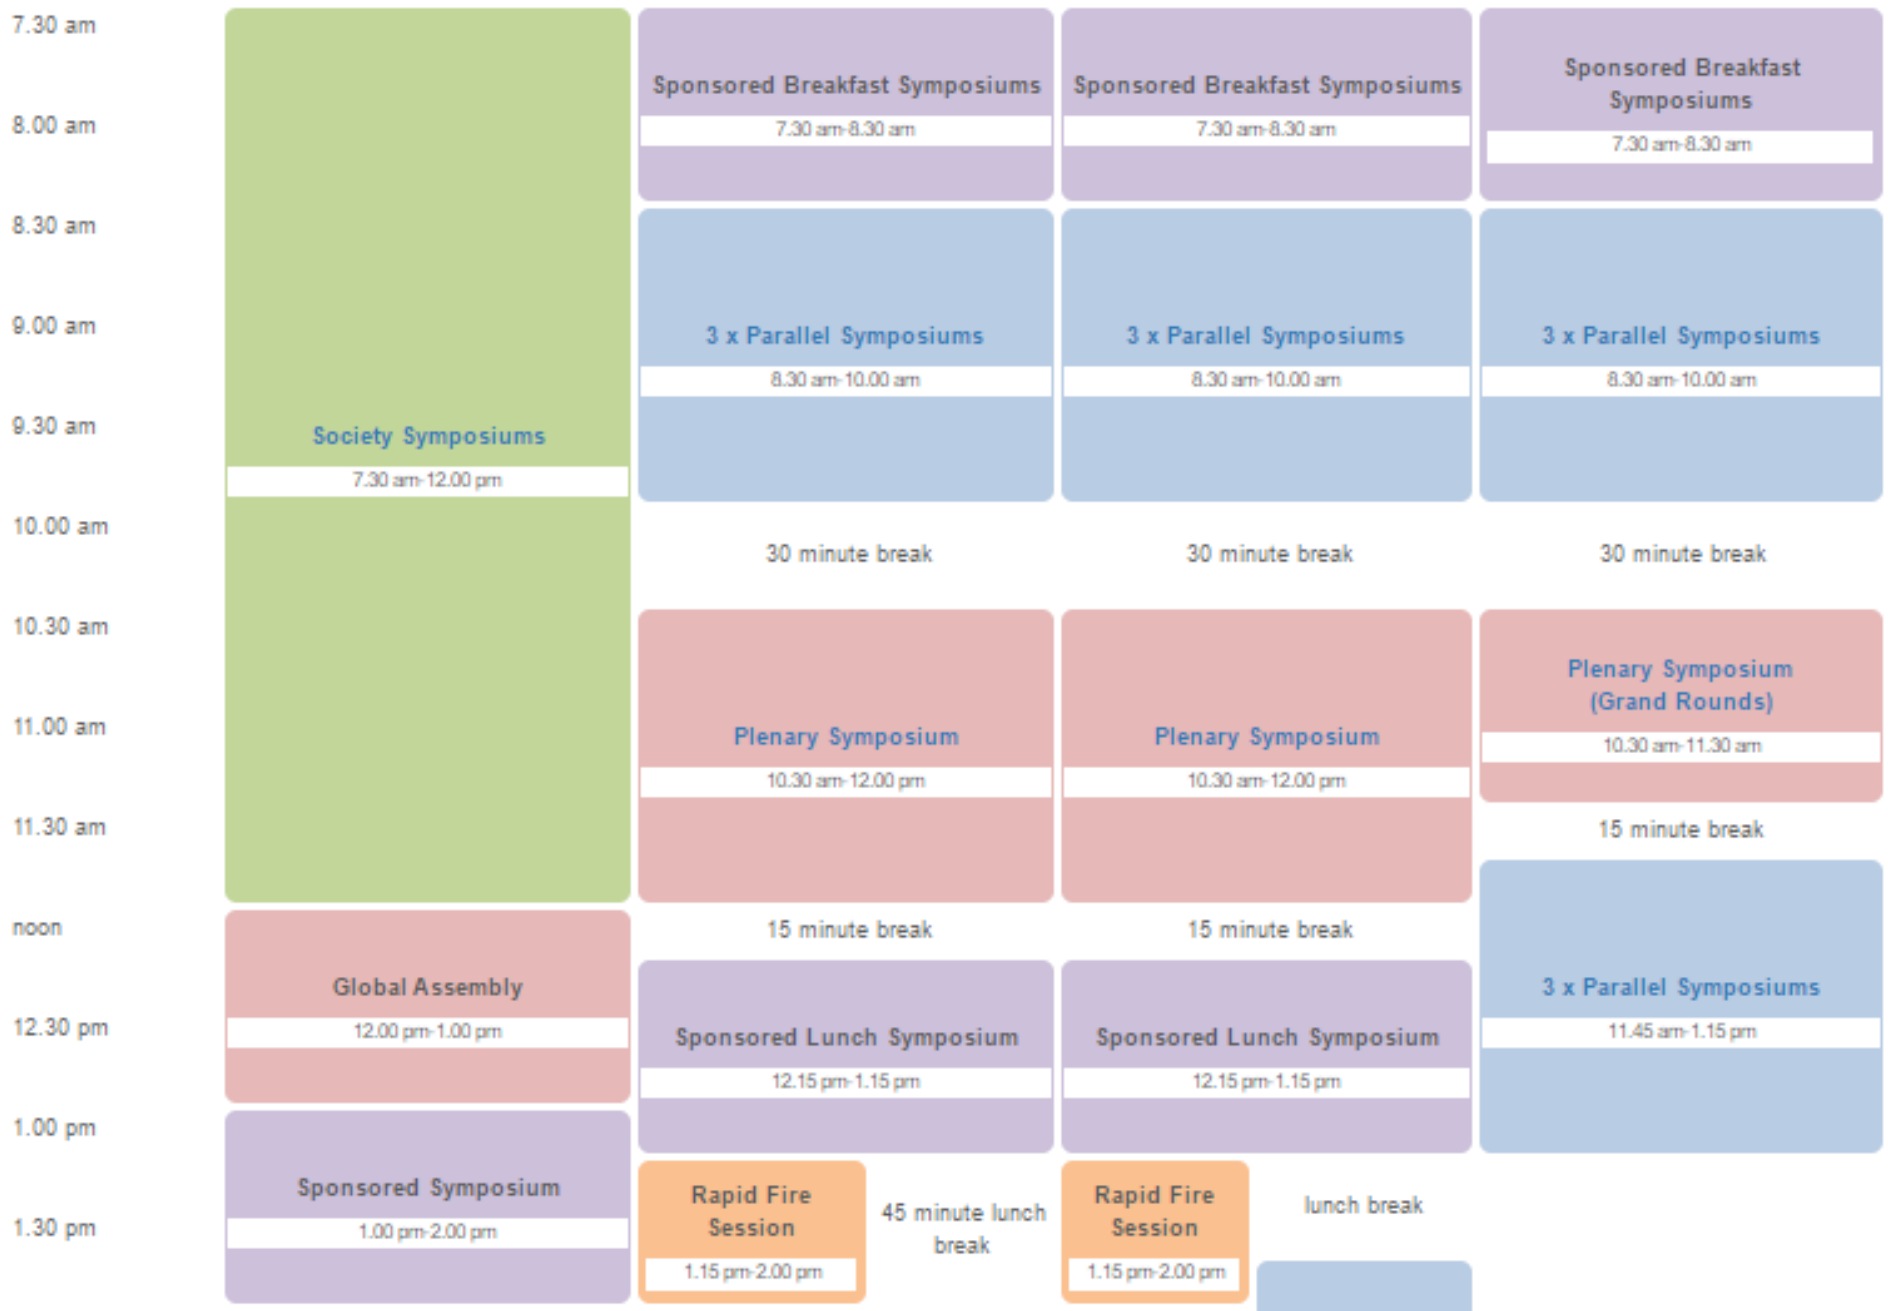 7.30 am
8.00 am
8.30 am
9.00 am
9.30 am
10.00 am
10.30 am
11.00 am
11.30 am
noon
12.30 pm
1.00 pm
1.30 pm
Society Symposiums
7.30 am-12.00 pm
Global Assembly
12.00 pm-1.00 pm
Sponsored Symposium
1.00 pm-2.00 pm
Sponsored Breakfast Symposiums
7.30 am-8.30 am
3 x Parallel Symposiums
8.30 am-10.00 am
30 minute break
Plenary Symposium
10.30 am-12.00 pm
15 minute break
Sponsored Lunch Symposium
12.15 pm-1.15 pm
Rapid Fire
Session
1.15 pm-2.00 pm
45 minute lunch
break
Sponsored Breakfast Symposiums
7.30 am-8.30 am
3 x Parallel Symposiums
8.30 am-10.00 am
30 minute break
Plenary Symposium
10.30 am-12.00 pm
15 minute break
Sponsored Lunch Symposium
12.15 pm-1.15 pm
Rapid Fire
Session
1.15 pm-2.00 pm
lunch break
Sponsored Breakfast
Symposiums
7.30 am-8.30 am
3 x Parallel Symposiums
8.30 am-10.00 am
30 minute break
Plenary Symposium
(Grand Rounds)
10.30 am-11.30 am
15 minute break
3 x Parallel Symposiums
11.45 am-1.15 pm